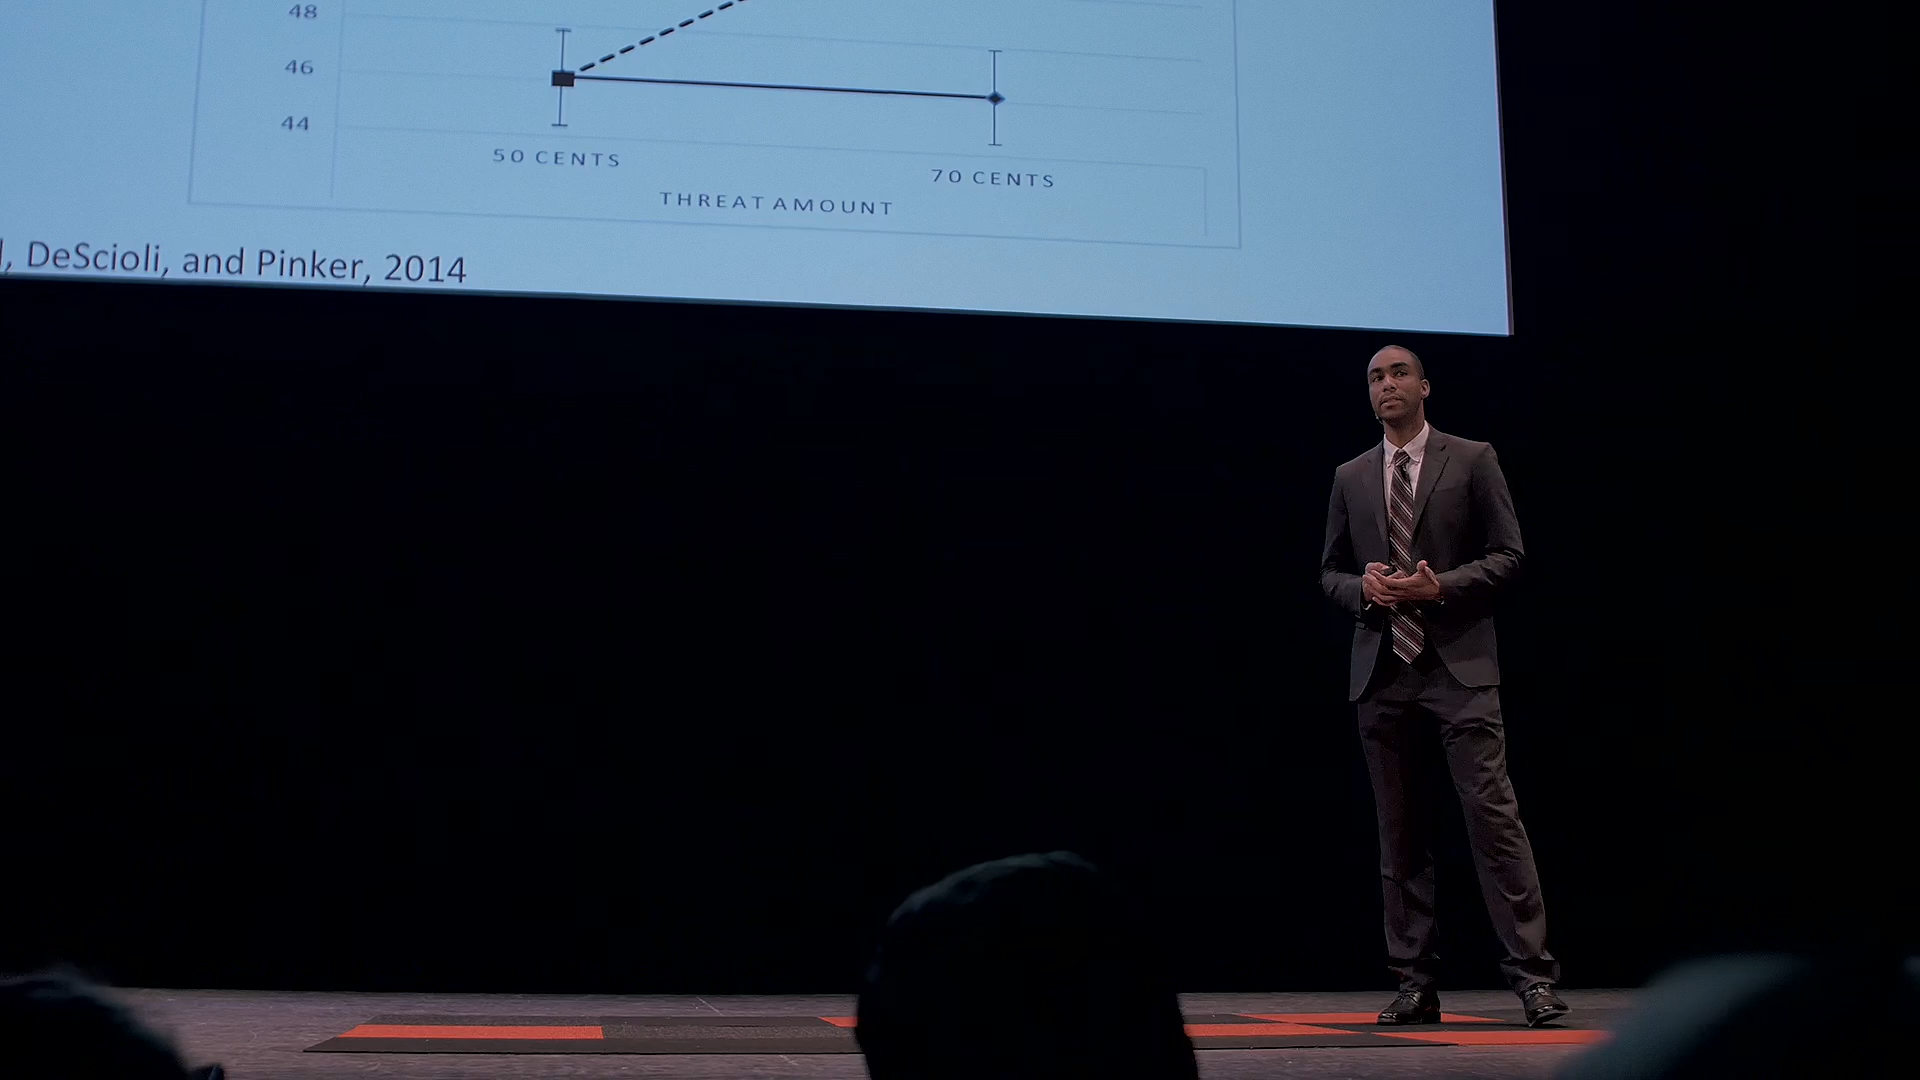 48
46
44
50 CENTS
70 CENTS
THREAT AMOUNT
, DeScioli, and Pinker, 2014